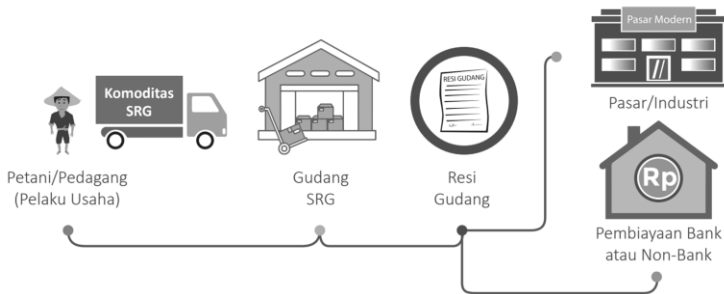 Komoditas
SRG
Petani/Pedagang
(Pelaku Usaha)
Gudang
SRG
RESI GUDANG
Resi
Gudang
Pasar Modern
Pasar/Industri
Rp
Pembiayaan Bank
atau Non-Bank